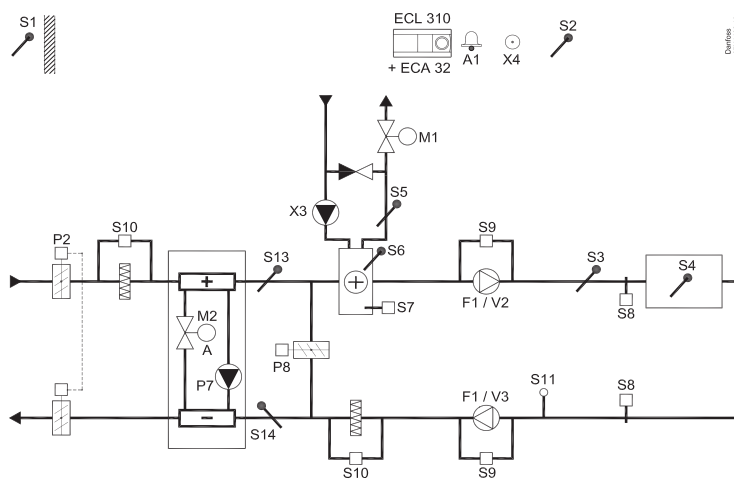 S1
ECL 310
+ ECA 32
A1
X4
S2
Danfoss
M1
X3
S5
P2
S10
S13
S6
S9
S3
S4
+
+
S7
F1 / V2
S8
M2
A
P8
P7
-
S14
F1 / V3
S11
S8
S10
S9